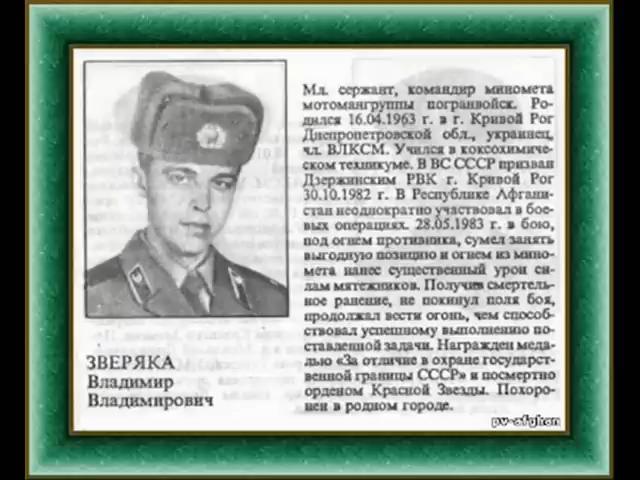 Мл. сержант, командир миномета
мотомангруппы погранвойск. Ро-
дился 16.04.1963 г. в г. Кривой Рог
Днепропетровской обл., украинец,
чл. ВЛКСМ. Учился в коксохимиче-
ском техникуме. В ВС СССР призван
Дзержинским РВК г. Кривой Рог
30.10.1982 г. В Республике Афгани-
стан неоднократно участвовал в бое-
вых операциях. 28.05.1983 г. в бою,
под огнем противника, сумел занять
выгодную позицию и огнем из мино-
мета нанес существенный урон си-
лам мятежников. Получив смертель-
ное ранение, не покинул поля боя,
продолжал вести огонь, чем способ-
ствовал успешному выполнению по-
ставленной задачи. Награжден меда-
лью «За отличие в охране государст-
венной границы СССР» и посмертно
орденом Красной Звезды. Похоро-
нен в родном городе.
ЗВЕРЯКА
Владимир
Владимирович
pv-afghan